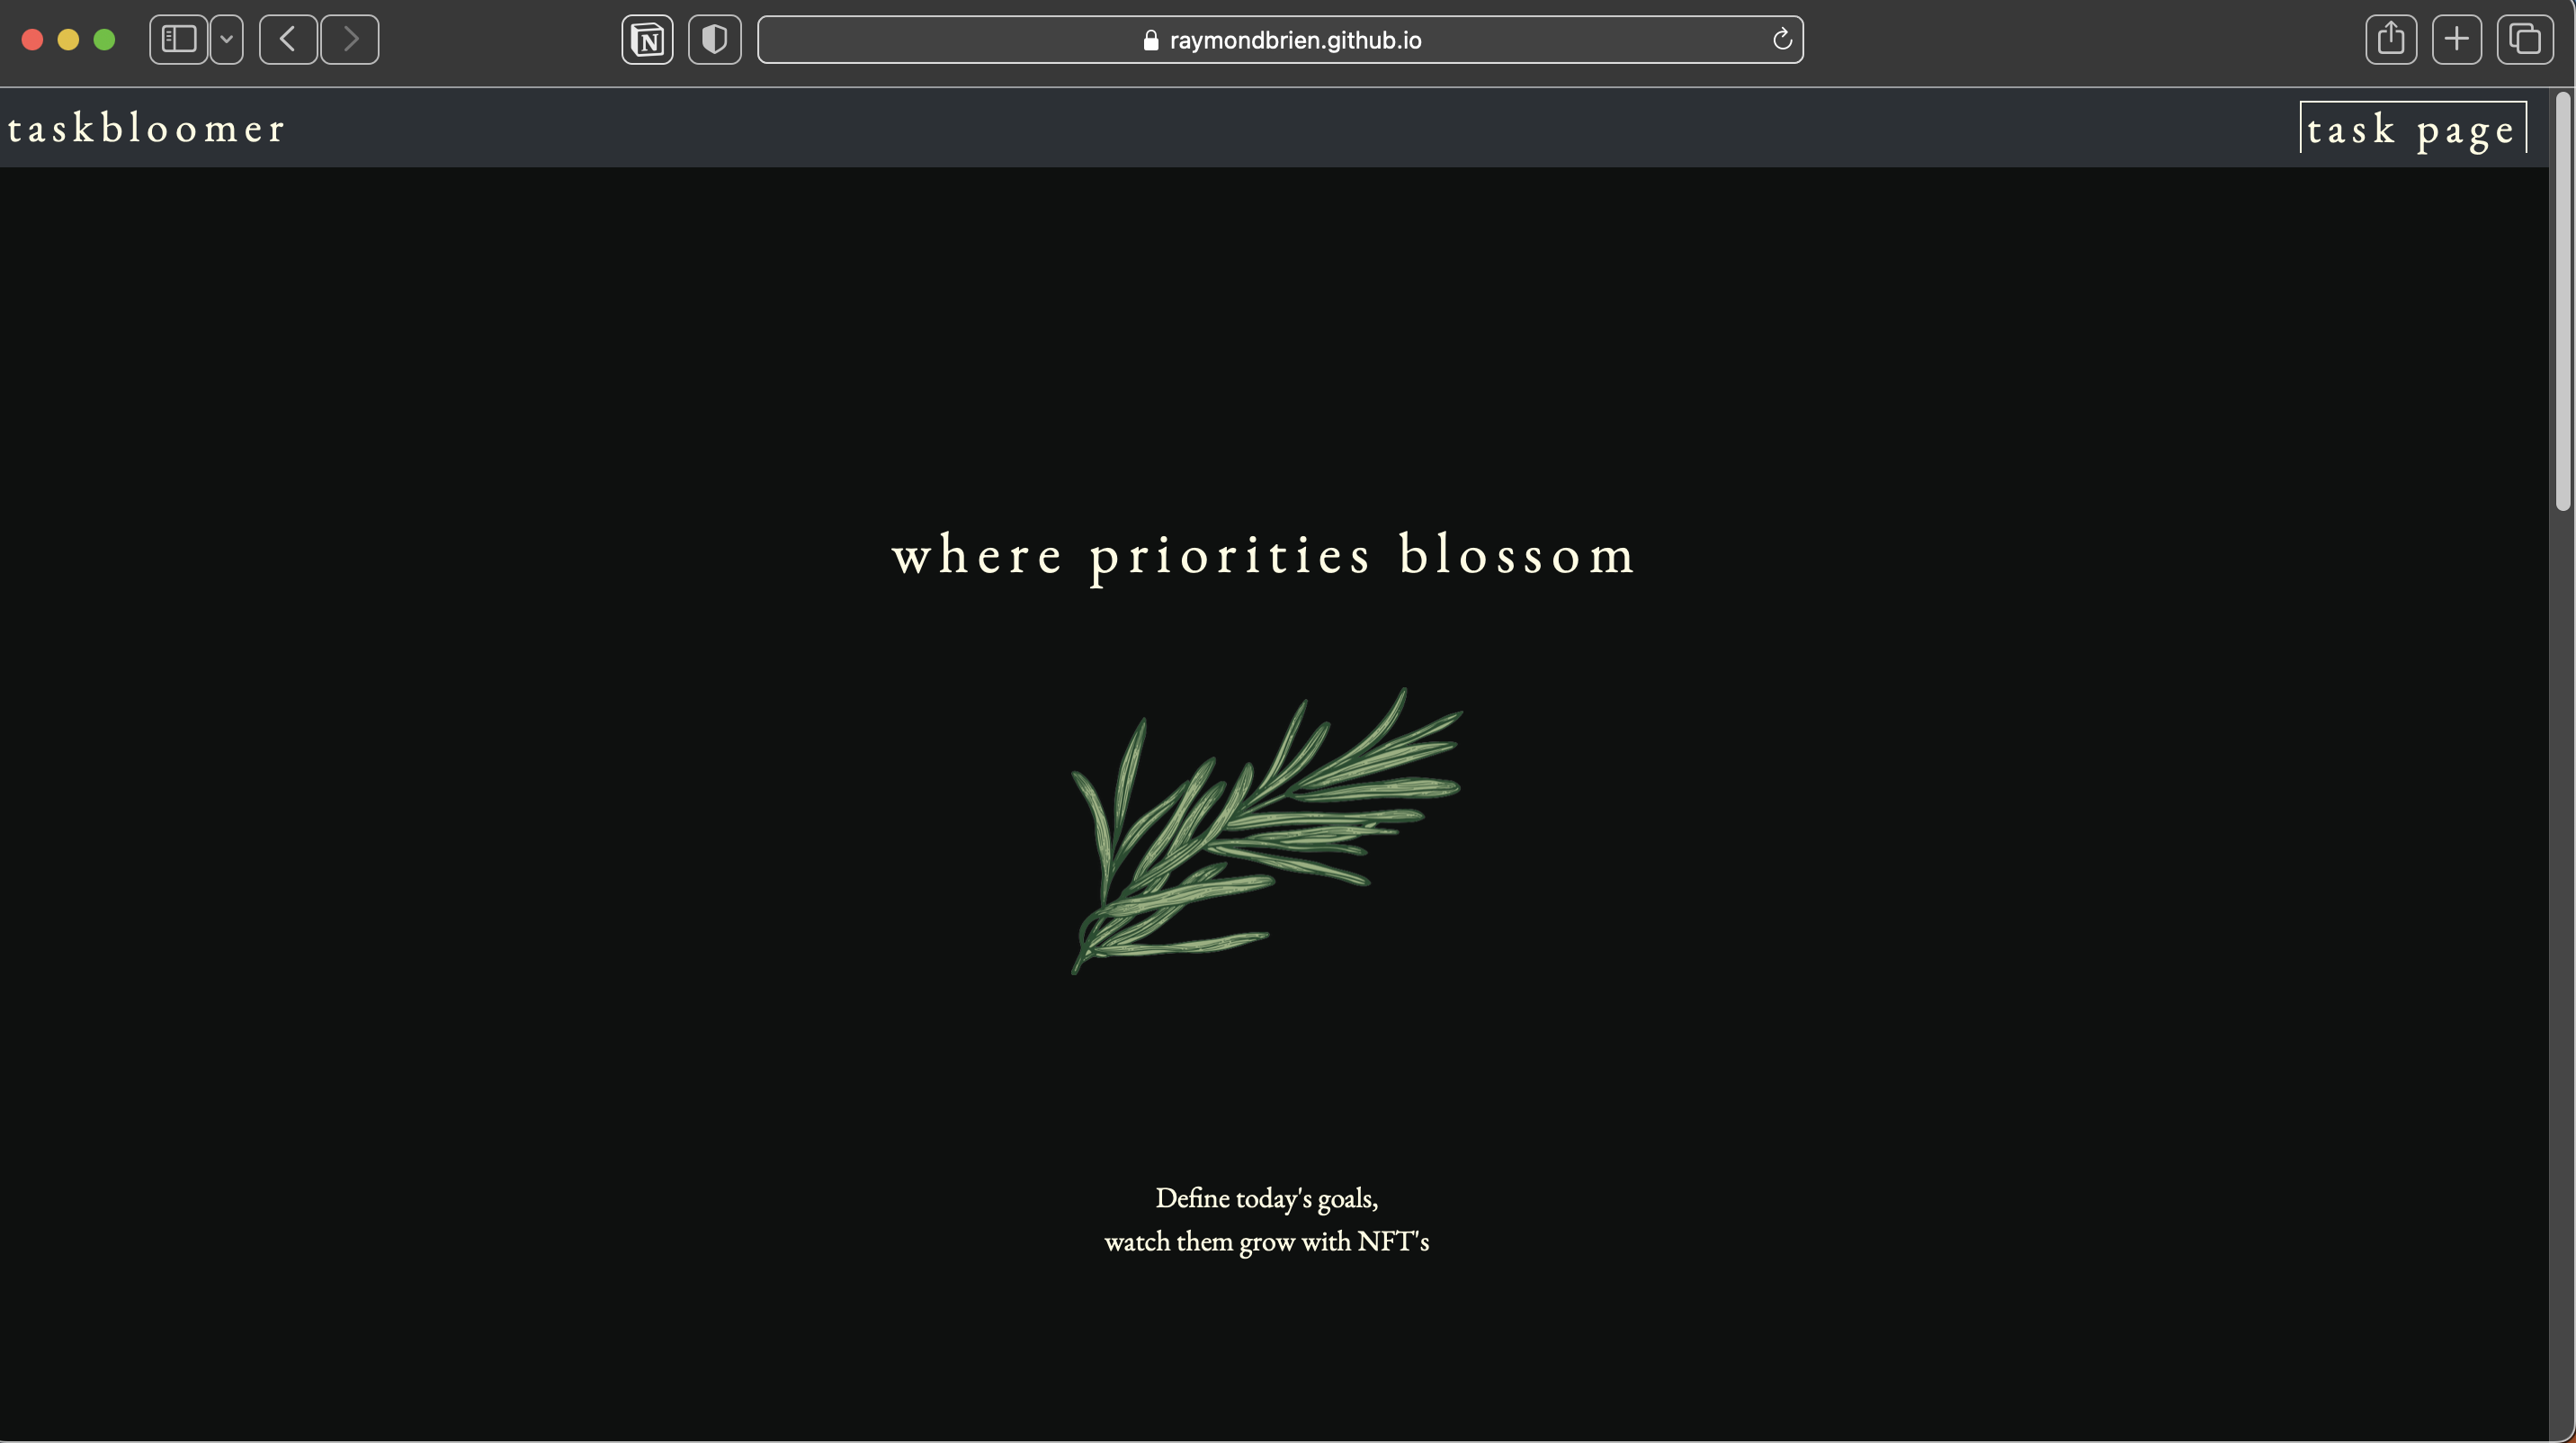 raymondbrien.github.io
taskbloomer
task page
where priorities blossom
Define today's goals,
watch them grow with NFT's